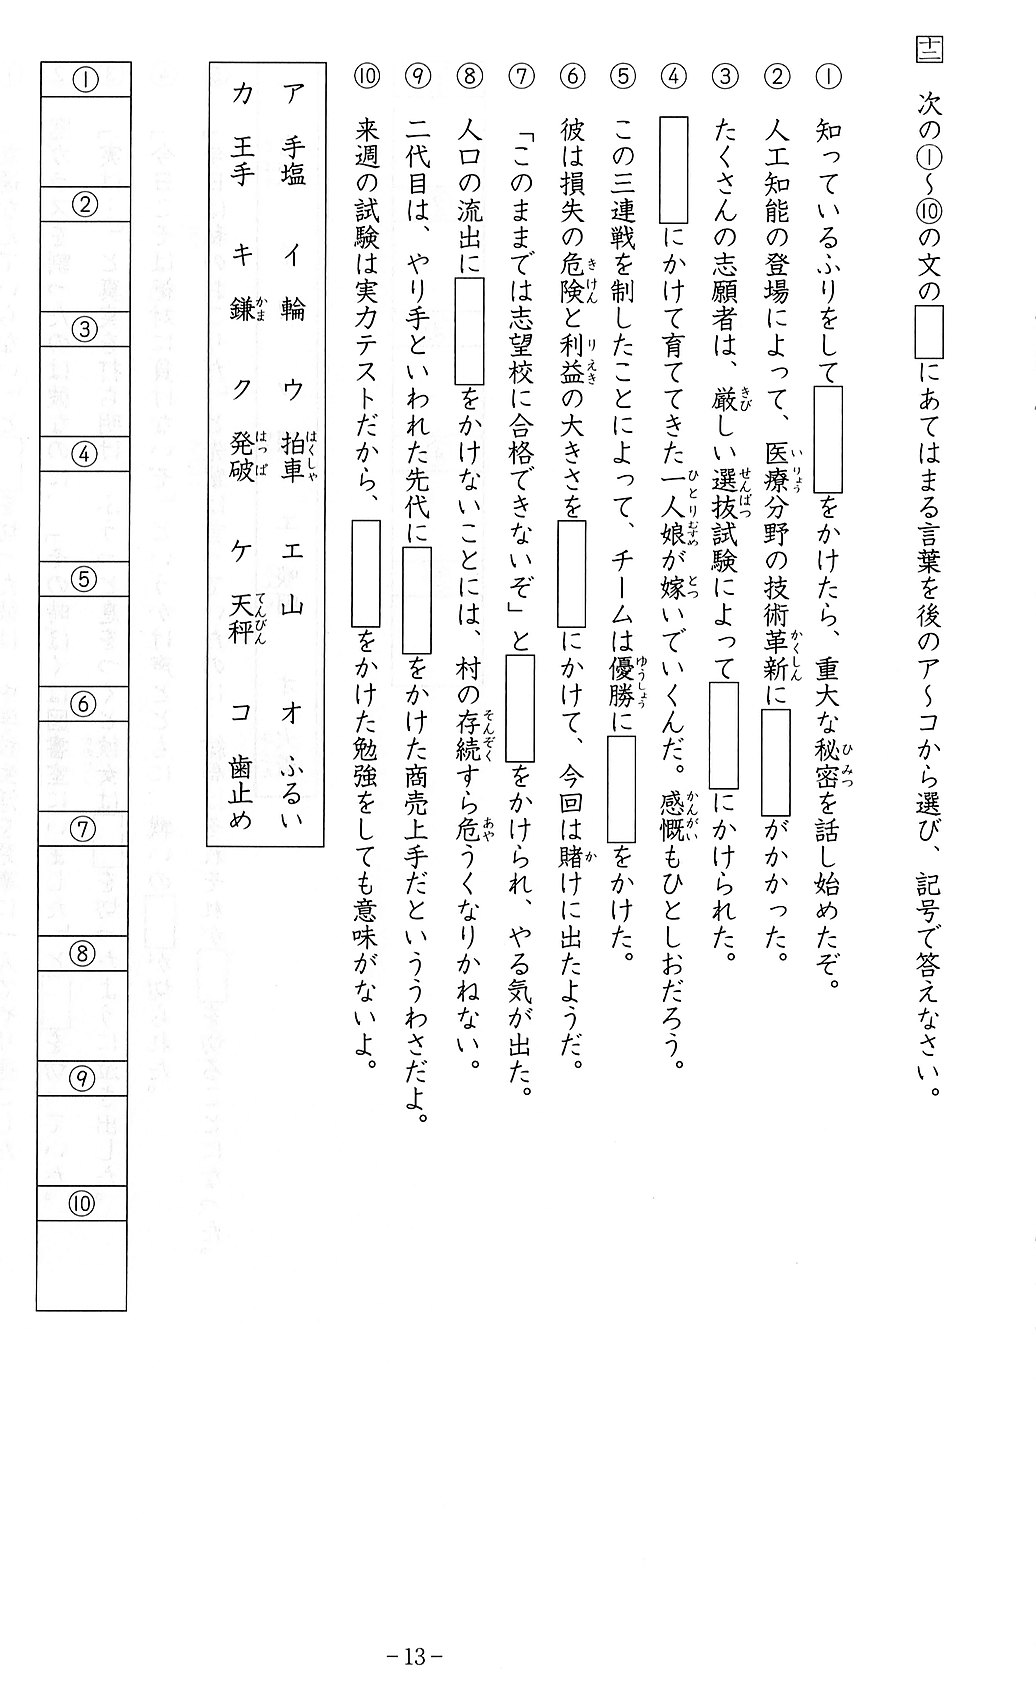 十二 次の①～⑩の文の□にあてはまる言葉を後のア～コから選び、記号で答えなさい。
① 知っているふりをして□をかけたら、重大な秘密を話し始めたぞ。
② 人工知能の登場によって、医療分野の技術革新に□がかかった。
③ たくさんの志願者は、厳しい選抜試験によって□にかけられた。
④ □にかけて育ててきた一人娘が嫁いでいくんだ。感慨もひとしおだろう。
⑤ この三連戦を制したことによって、チームは優勝に□をかけた。
⑥ 彼は損失の危険と利益の大きさを□にかけて、今回は賭けに出たようだ。
⑦ 「このままでは志望校に合格できないぞ」と□をかけられ、やる気が出た。
⑧ 人口の流出に□をかけないことには、村の存続すら危うくなりかねない。
⑨ 二代目は、やり手といわれた先代に□をかけた商売上手だといううわさだよ。
⑩ 来週の試験は実力テストだから、□をかけた勉強をしても意味がないよ。
ア 手塩 イ 輪 ウ 拍車 エ 山 オ ふるい
カ 王手 キ 鎌 ク 発破 ケ 天秤 コ 歯止め
① ② ③ ④ ⑤ ⑥ ⑦ ⑧ ⑨ ⑩
-13-